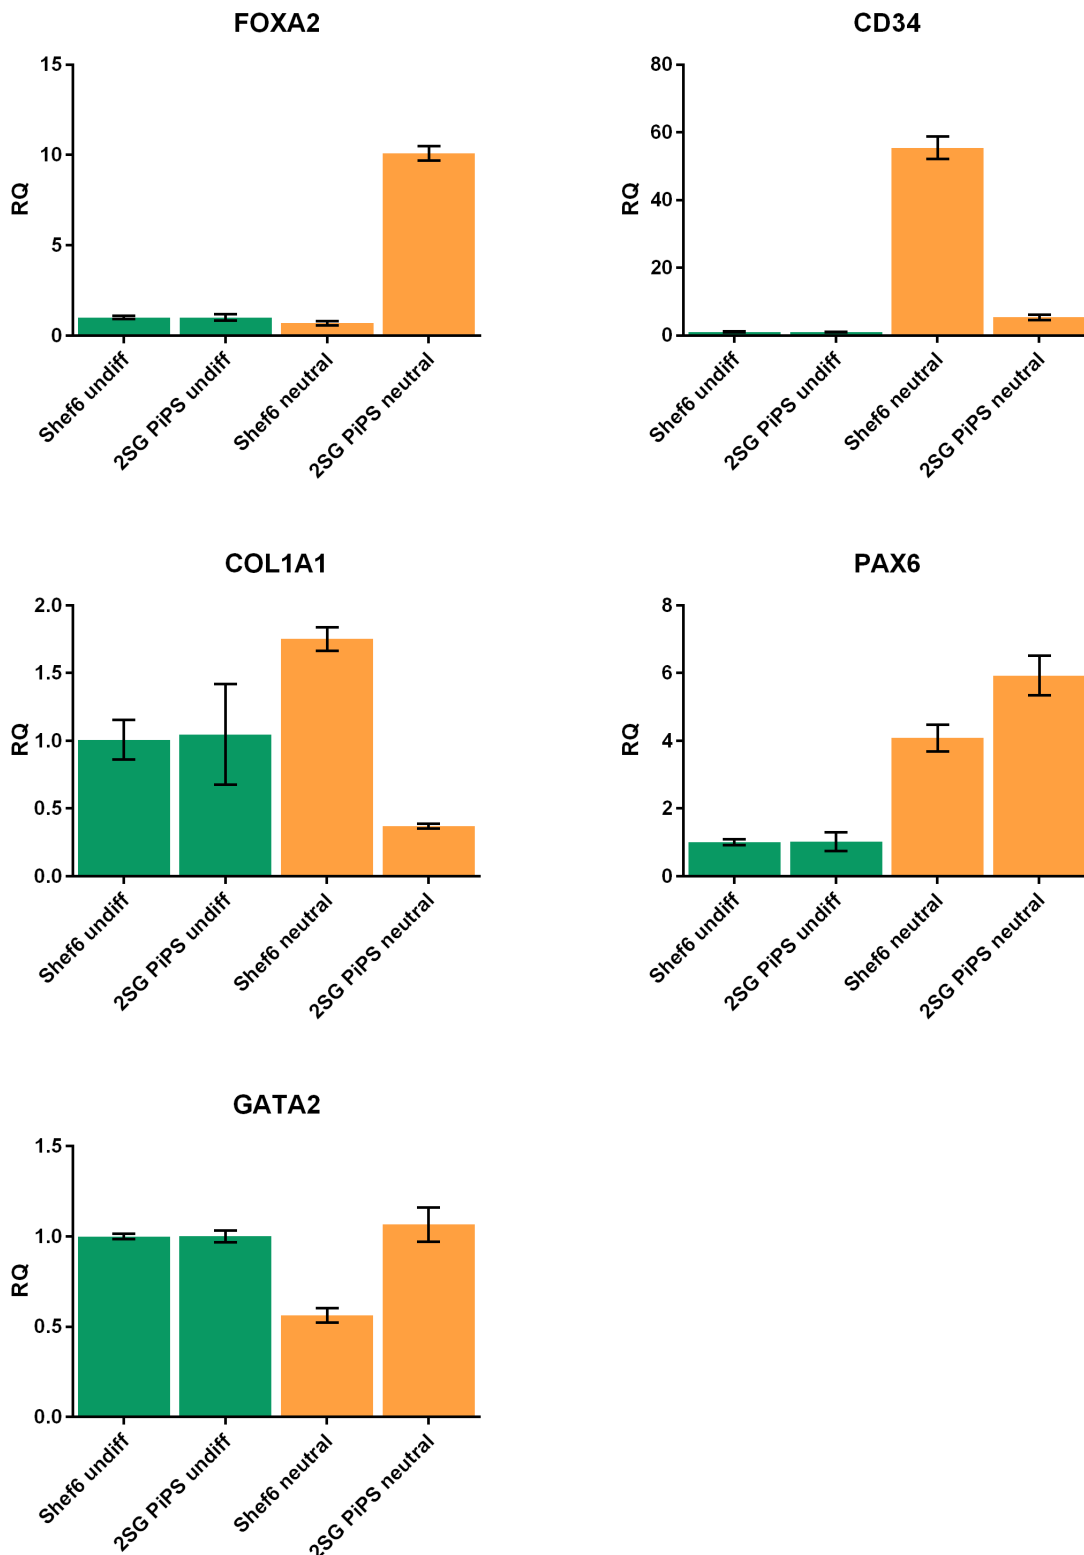 FOXA2
RQ
15
10
5
0
Shef6 undiff
2SG PiPS undiff
Shef6 neutral
2SG PiPS neutral
CD34
RQ
80
60
40
20
0
Shef6 undiff
2SG PiPS undiff
Shef6 neutral
2SG PiPS neutral
COL1A1
RQ
2.0
1.5
1.0
0.5
0.0
Shef6 undiff
2SG PiPS undiff
Shef6 neutral
2SG PiPS neutral
PAX6
RQ
8
6
4
2
0
Shef6 undiff
2SG PiPS undiff
Shef6 neutral
2SG PiPS neutral
GATA2
RQ
1.5
1.0
0.5
0.0
Shef6 undiff
2SG PiPS undiff
Shef6 neutral
2SG PiPS neutral